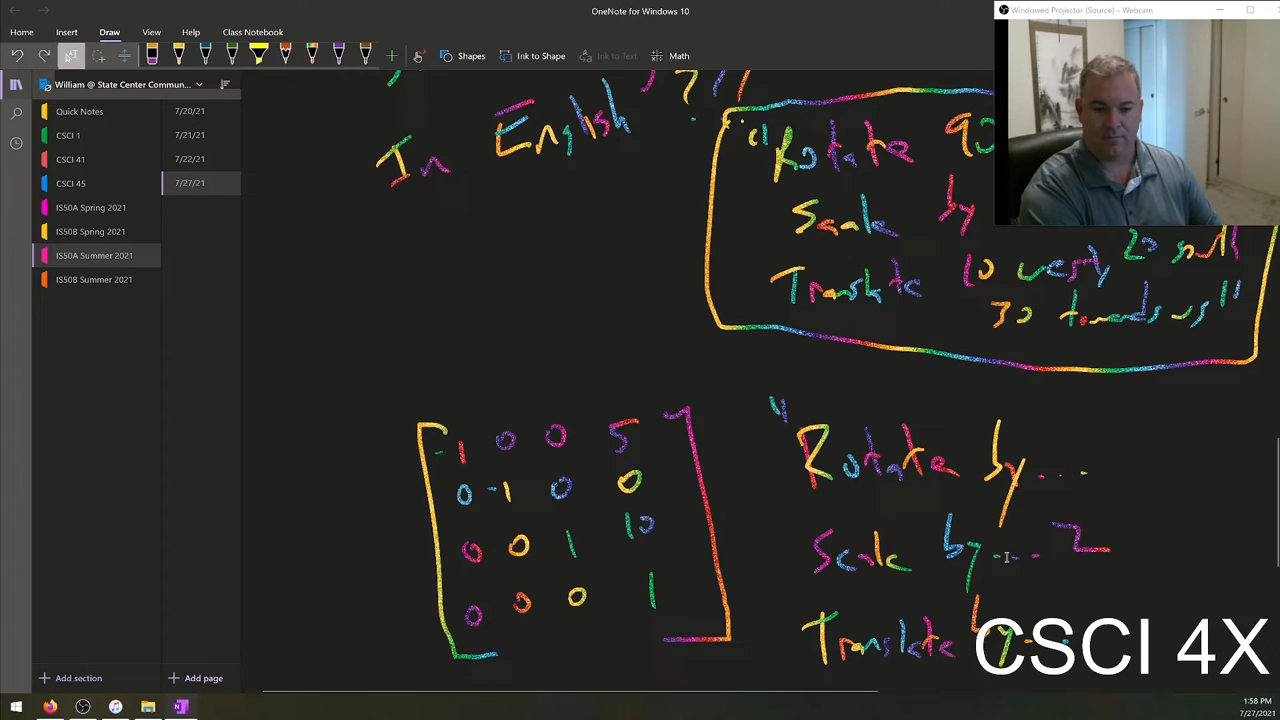 OneNote for Windows 10
Windowed Projector (Source) - Webcam
Home Insert Draw View Help Class Notebook
Shapes Ink to Shape Ink to Text Math
William @ State Center Commun...
Quick Notes
CSCI 1
CSCI 41
CSCI 45
IS50A Spring 2021
IS50B Spring 2021
IS50A Summer 2021
IS50B Summer 2021
7/20/21
7/21/21
7/22/21
7/27/21
In English, ?//
"Rotate 90
Scale by
Translate 10 20
30
-1 0 0 5
0 -1 0 0
0 0 1 10
0 0 0 1
"Rotate by ...
Scale by ...
Translate by
CSCI 4X
Add section
Add page
1:58 PM
7/27/2021